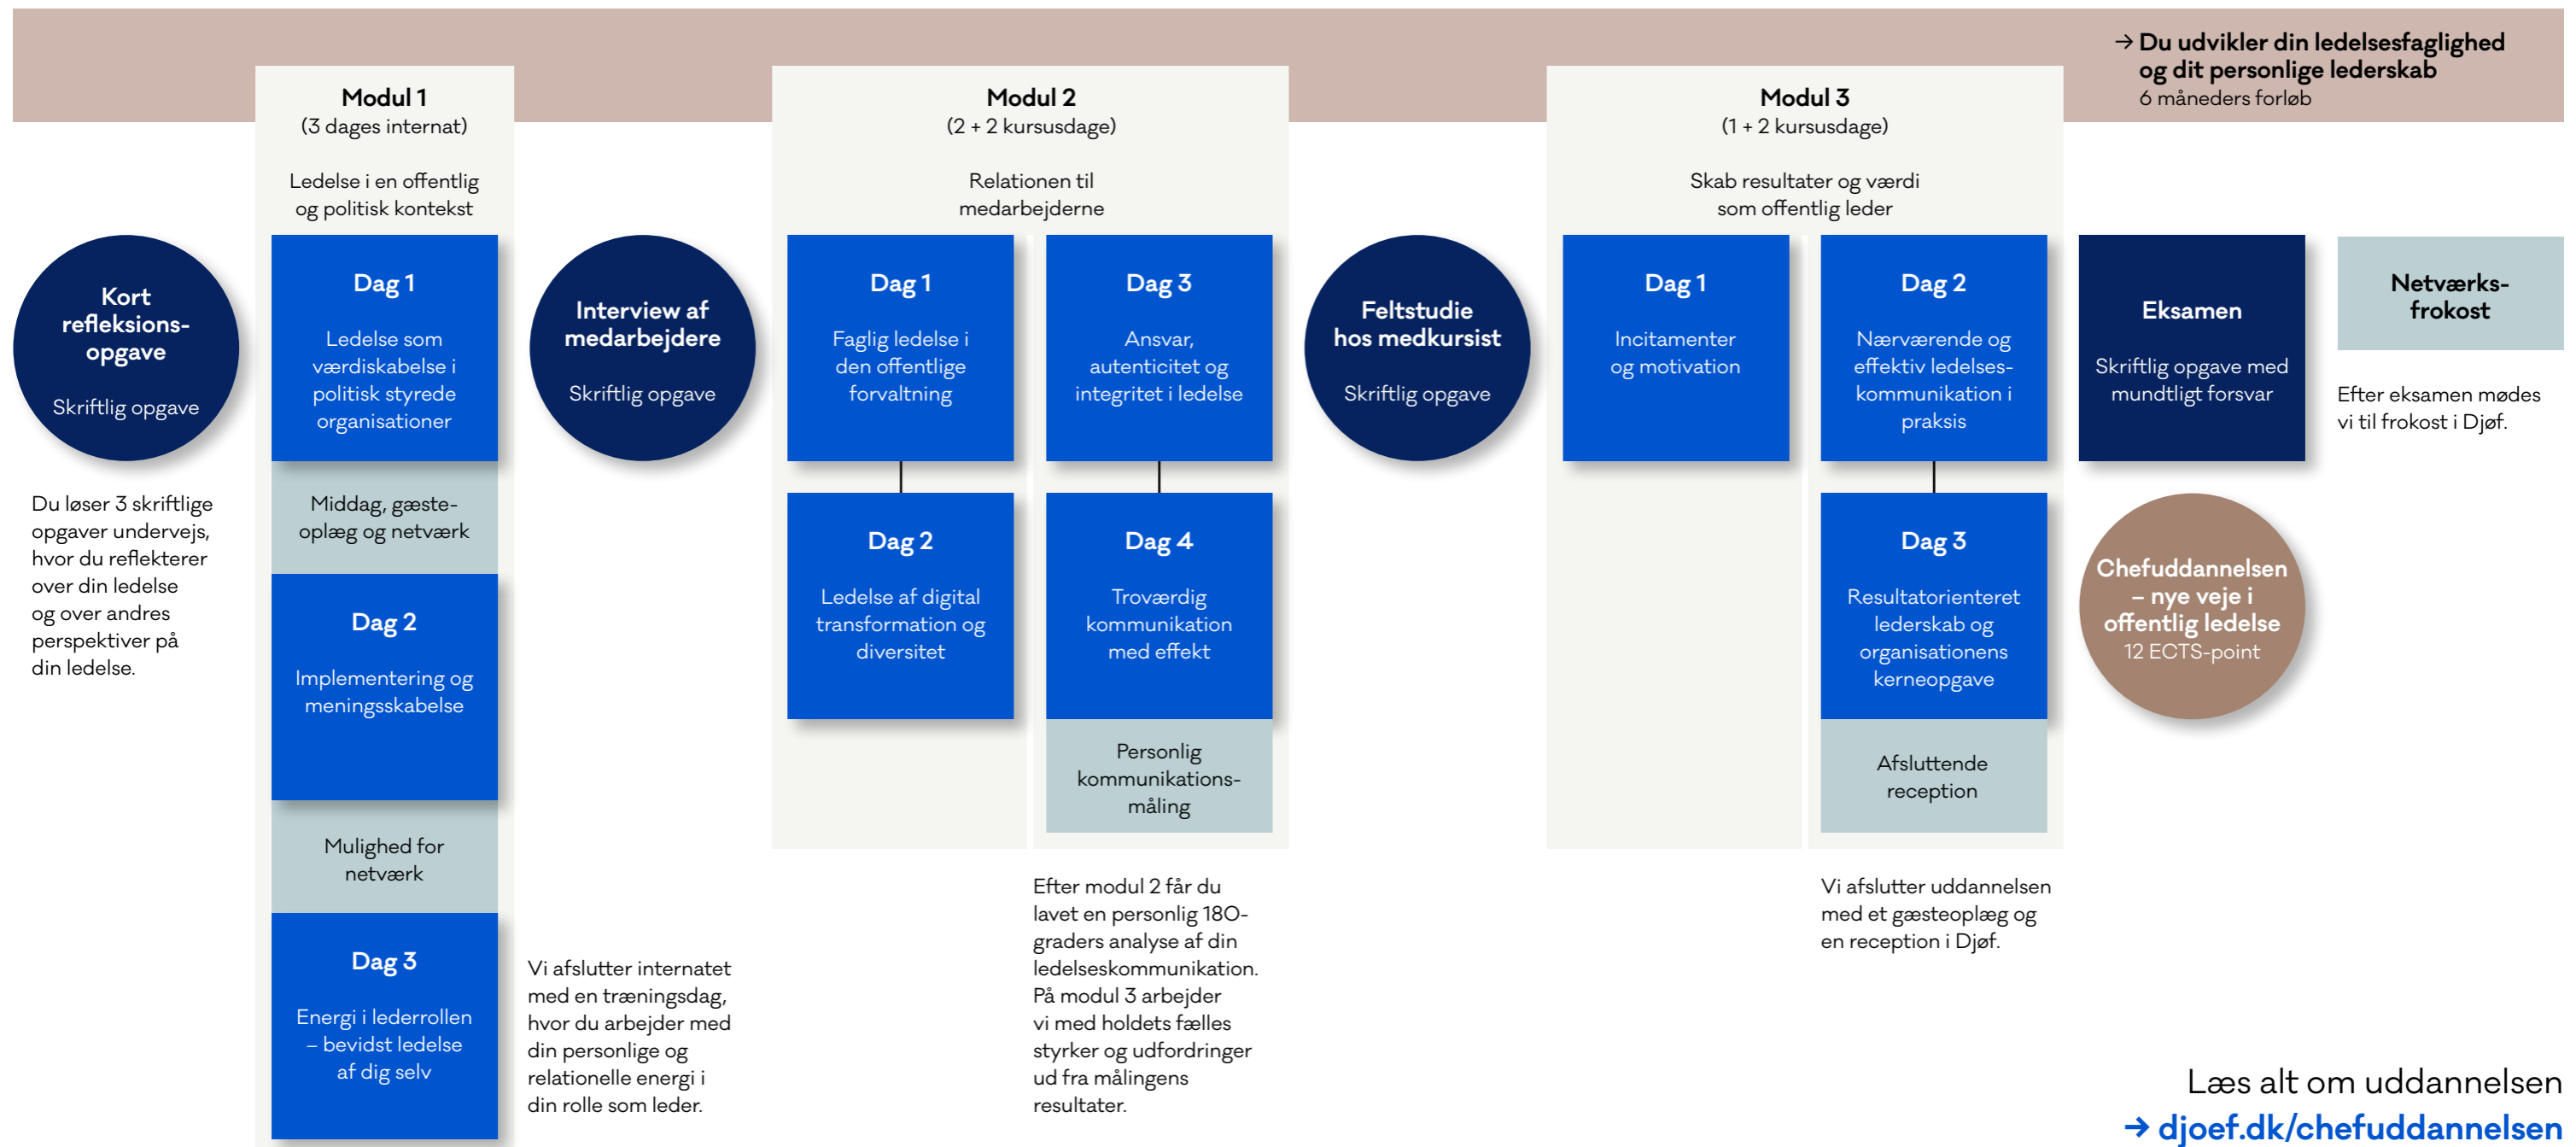 → Du udvikler din ledelsesfaglighed
og dit personlige lederskab
6 måneders forløb
Kort
refleksions-
opgave
Skriftlig opgave
Du løser 3 skriftlige
opgaver undervejs,
hvor du reflekterer
over din ledelse
og over andres
perspektiver på
din ledelse.
Modul 1
(3 dages internat)
Ledelse i en offentlig
og politisk kontekst
Dag 1
Ledelse som
værdiskabelse i
politisk styrede
organisationer
Middag, gæste-
oplæg og netværk
Dag 2
Implementering og
meningsskabelse
Mulighed for
netværk
Dag 3
Energi i lederrollen
– bevidst ledelse
af dig selv
Interview af
medarbejdere
Skriftlig opgave
Vi afslutter internatet
med en træningsdag,
hvor du arbejder med
din personlige og
relationelle energi i
din rolle som leder.
Modul 2
(2 + 2 kursusdage)
Relationen til
medarbejderne
Dag 1
Faglig ledelse i
den offentlige
forvaltning
Dag 2
Ledelse af digital
transformation og
diversitet
Dag 3
Ansvar,
autenticitet og
integritet i ledelse
Dag 4
Troværdig
kommunikation
med effekt
Personlig
kommunikations-
måling
Efter modul 2 får du
lavet en personlig 180-
graders analyse af din
ledelseskommunikation.
På modul 3 arbejder
vi med holdets fælles
styrker og udfordringer
ud fra målingens
resultater.
Feltstudie
hos medkursist
Skriftlig opgave
Modul 3
(1 + 2 kursusdage)
Skab resultater og værdi
som offentlig leder
Dag 1
Incitamenter
og motivation
Dag 2
Nærværende og
effektiv ledelses-
kommunikation i
praksis
Dag 3
Resultatorienteret
lederskab og
organisationens
kerneopgave
Afsluttende
reception
Vi afslutter uddannelsen
med et gæsteoplæg og
en reception i Djøf.
Eksamen
Skriftlig opgave med
mundtligt forsvar
Chefuddannelsen
– nye veje i
offentlig ledelse
12 ECTS-point
Netværks-
frokost
Efter eksamen mødes
vi til frokost i Djøf.
Læs alt om uddannelsen
→ djoef.dk/chefuddannelsen